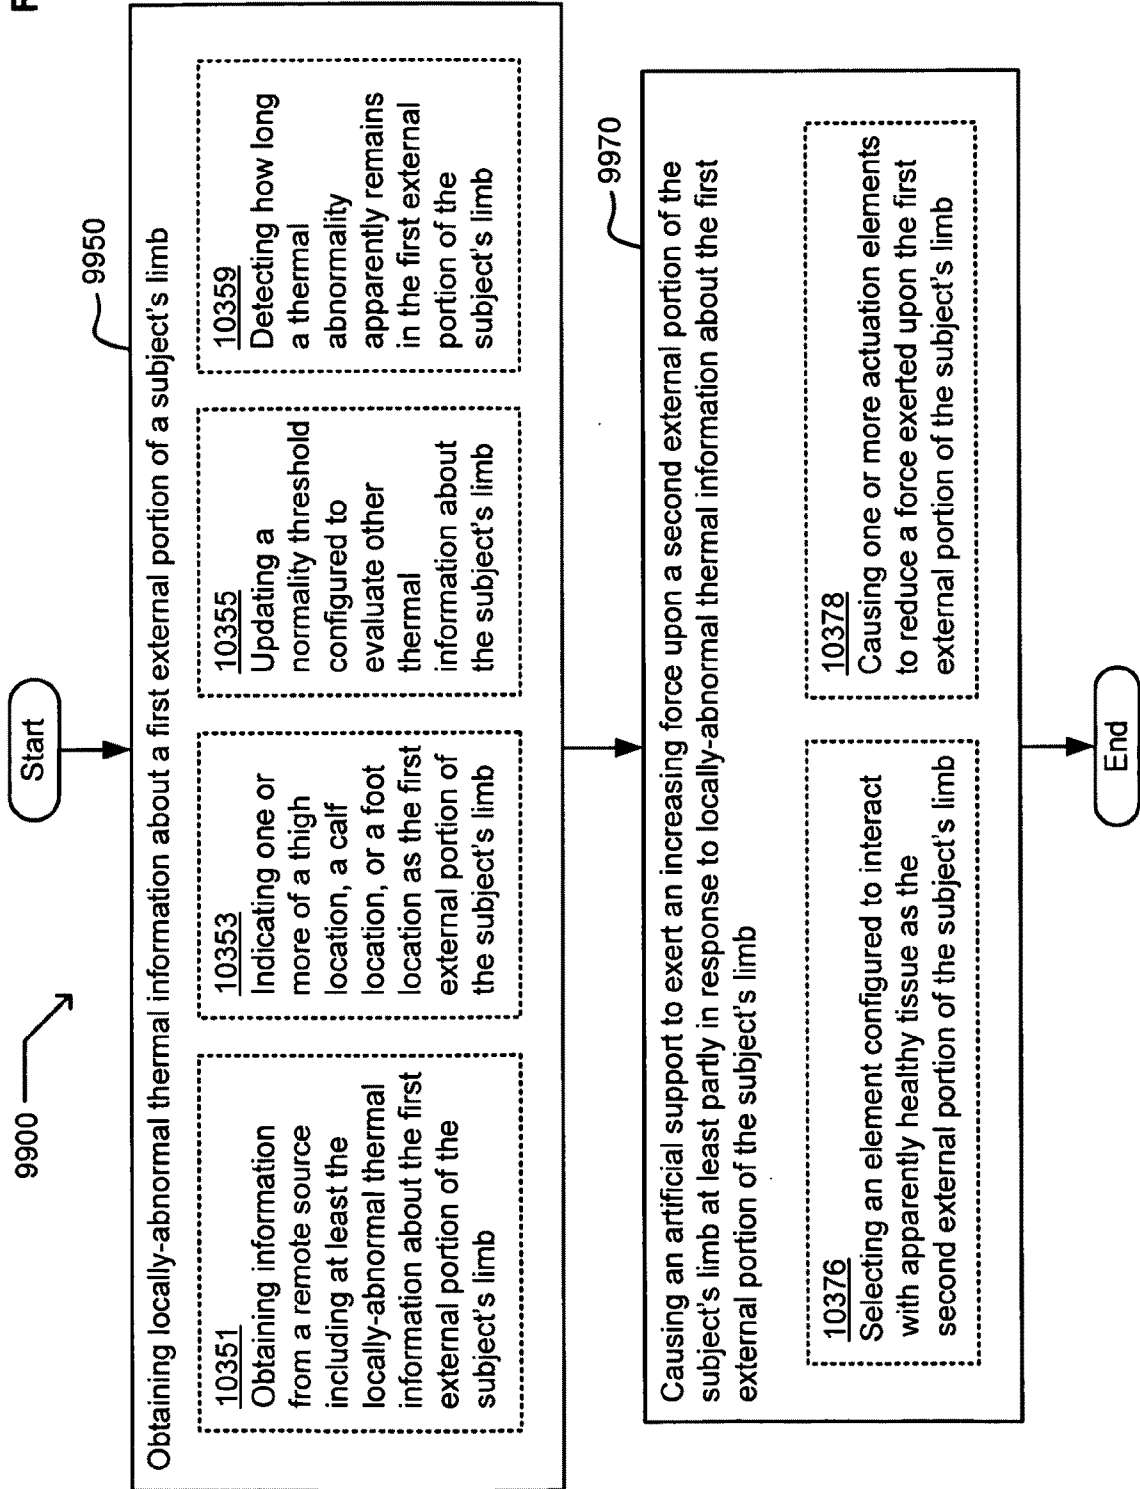 F
9900
Start
9950
Obtaining locally-abnormal thermal information about a first external portion of a subject's limb
10351
Obtaining information
from a remote source
including at least the
locally-abnormal thermal
information about the first
external portion of the
subject's limb
10353
Indicating one or
more of a thigh
location, a calf
location, or a foot
location as the first
external portion of
the subject's limb
10355
Updating a
normality threshold
configured to
evaluate other
thermal
information about
the subject's limb
10359
Detecting how long
a thermal
abnormality
apparently remains
in the first external
portion of the
subject's limb
9970
Causing an artificial support to exert an increasing force upon a second external portion of the
subject's limb at least partly in response to locally-abnormal thermal information about the first
external portion of the subject's limb
10376
Selecting an element configured to interact
with apparently healthy tissue as the
second external portion of the subject's limb
10378
Causing one or more actuation elements
to reduce a force exerted upon the first
external portion of the subject's limb
End